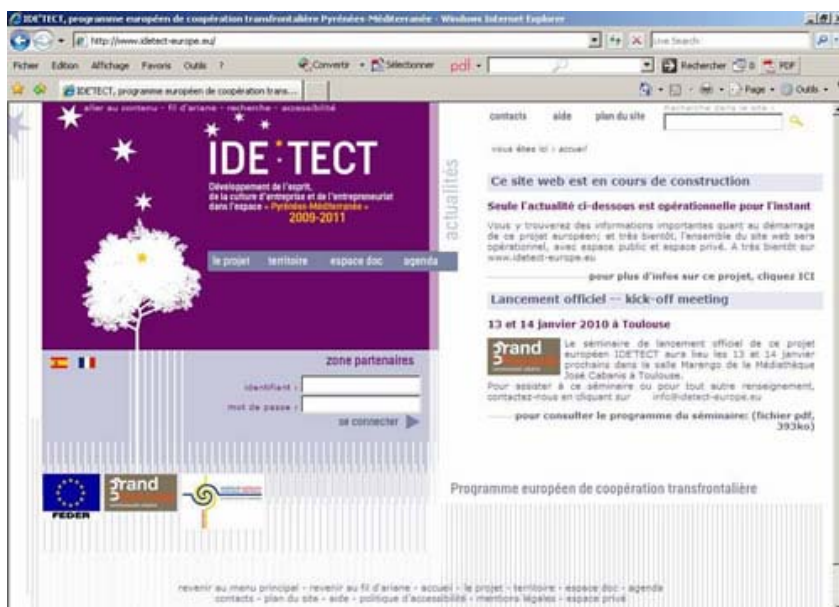 IDE'TECT, programme européen de coopération transfrontalière Pyrénées-Méditerranée - Windows Internet Explorer
http://www.idetect-europe.eu/
Live Search
Fichier Edition Affichage Favoris Outils ?
Convertir
Sélectionner
pdf
Rechercher
0
PDF
IDE'TECT, programme européen de coopération trans...
Page
Outils
aller au contenu - fil d'ariane - recherche - accessibilité
contacts aide plan du site
Recherche dans le site :
vous êtes ici > accueil
IDE·TECT
Développement de l'esprit,
de la culture d'entreprise et de l'entrepreneuriat
dans l'espace « Pyrénées-Méditerranée »
2009-2011
le projet territoire espace doc agenda
actualités
Ce site web est en cours de construction
Seule l'actualité ci-dessous est opérationnelle pour l'instant
Vous y trouverez des informations importantes quant au démarrage
de ce projet européen; et très bientôt, l'ensemble du site web sera
opérationnel, avec espace public et espace privé. A très bientôt sur
www.idetect-europe.eu
pour plus d'infos sur ce projet, cliquez ICI
Lancement officiel -- kick-off meeting
13 et 14 janvier 2010 à Toulouse
Le séminaire de lancement officiel de ce projet
européen IDE'TECT aura lieu les 13 et 14 janvier
prochains dans la salle Marengo de la Médiathèque
José Cabanis à Toulouse.
Pour assister à ce séminaire ou pour tout autre renseignement,
contactez-nous en cliquant sur info@idetect-europe.eu
pour consulter le programme du séminaire: (fichier pdf,
393ko)
zone partenaires
identifiant :
mot de passe :
se connecter
FEDER
grand
Programme européen de coopération transfrontalière
revenir au menu principal - revenir au fil d'ariane - accueil - le projet - territoire - espace doc - agenda
contacts - plan du site - aide - politique d'accessibilité - mentions légales - espace privé